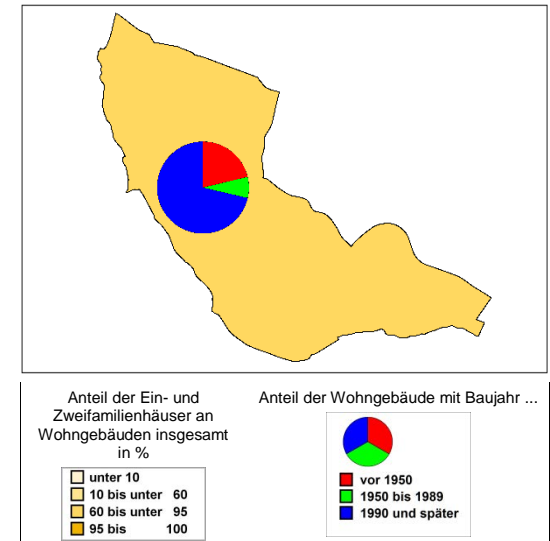 Anteil der Ein- und
Zweifamilienhäuser an
Wohngebäuden insgesamt
in %
unter 10
10 bis unter 60
60 bis unter 95
95 bis 100
Anteil der Wohngebäude mit Baujahr ...
vor 1950
1950 bis 1989
1990 und später